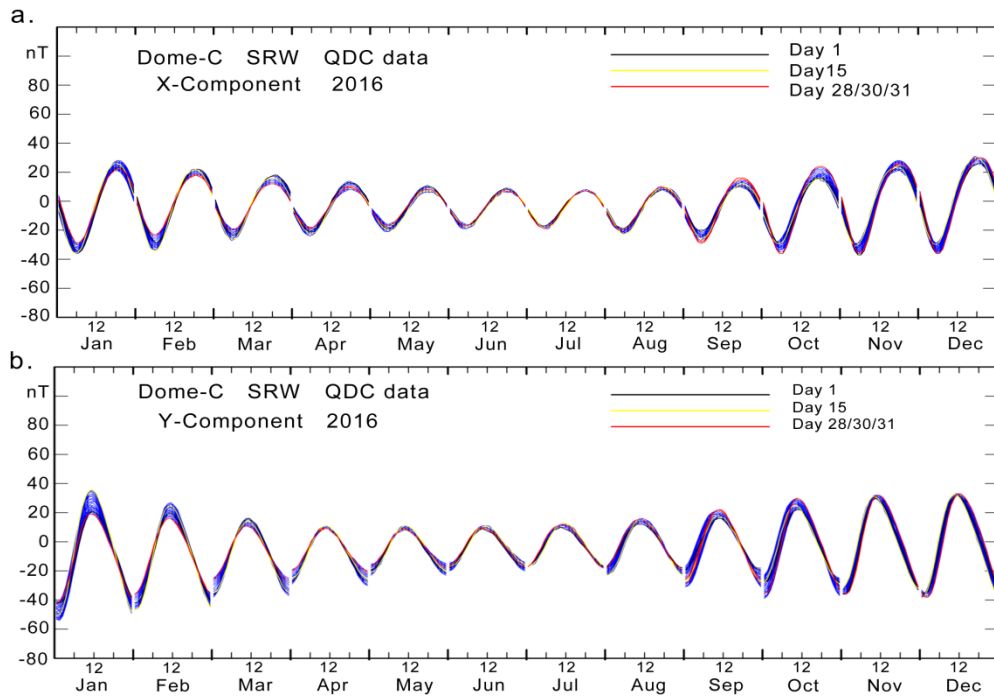 a.
nT
Dome-C SRW QDC data
X-Component 2016
Day 1
Day15
Day 28/30/31
80
60
40
20
0
-20
-40
-60
-80
12 12 12 12 12 12 12 12 12 12 12 12
Jan Feb Mar Apr May Jun Jul Aug Sep Oct Nov Dec
b.
nT
Dome-C SRW QDC data
Y-Component 2016
Day 1
Day 15
Day 28/30/31
80
60
40
20
0
-20
-40
-60
-80
12 12 12 12 12 12 12 12 12 12 12 12
Jan Feb Mar Apr May Jun Jul Aug Sep Oct Nov Dec